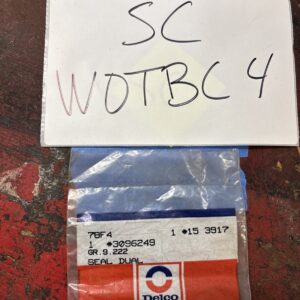 SC
WOTBC 4
78F4 1 *15 3917
1 *3096249
GR.9.222
SEAL DUAL
Delco